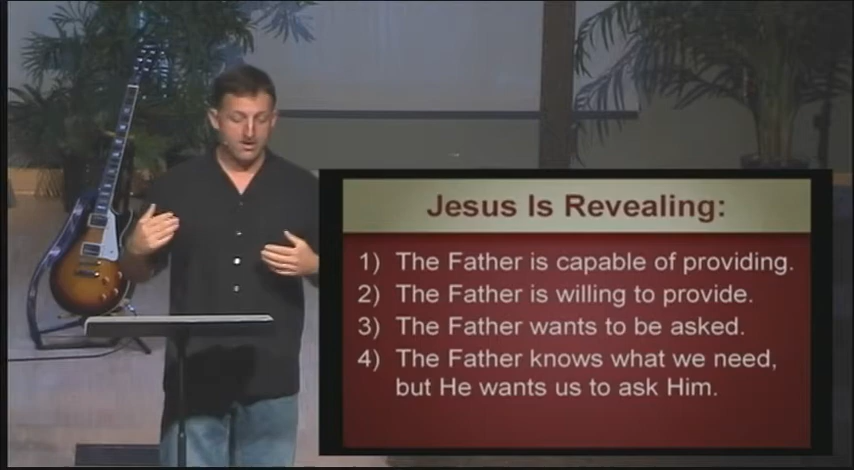 Jesus Is Revealing:
1) The Father is capable of providing.
2) The Father is willing to provide.
3) The Father wants to be asked.
4) The Father knows what we need,
but He wants us to ask Him.